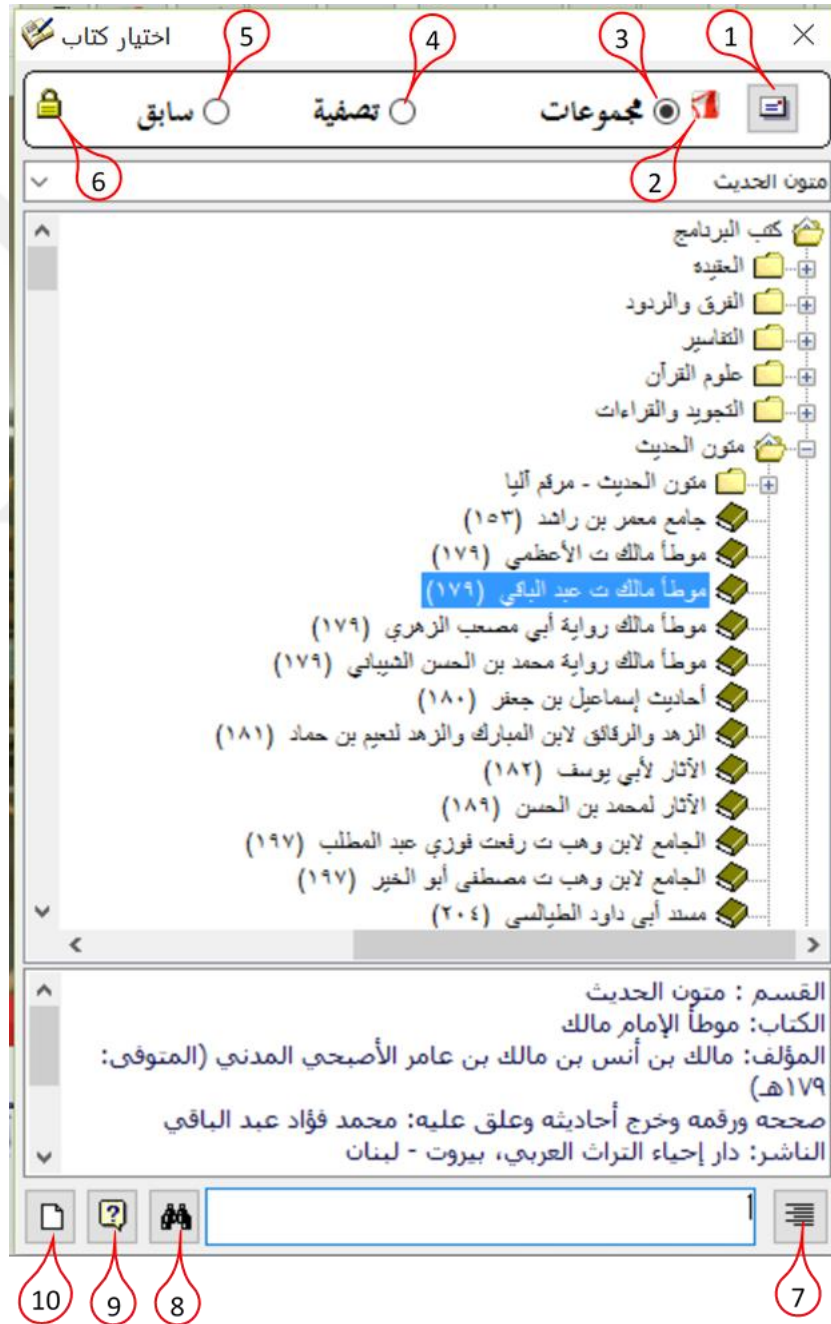 اختيار كتاب
5
4
3
1
مجموعات
تصفية
سابق
6
2
متون الحديث
كتب البرنامج
العقيده
الفرق والردود
التفاسير
علوم القرآن
التجويد والقراءات
متون الحديث
متون الحديث - مرقم آليا
جامع معمر بن راشد (١٥٣)
موطأ مالك ت الأعظمي (١٧٩)
موطأ مالك ت عبد الباقي (١٧٩)
موطأ مالك رواية أبي مصعب الزهري (١٧٩)
موطأ مالك رواية محمد بن الحسن الشيباني (١٧٩)
أحاديث إسماعيل بن جعفر (١٨٠)
الزهد والرقائق لابن المبارك والزهد لنعيم بن حماد (١٨١)
الآثار لأبي يوسف (١٨٢)
الآثار لمحمد بن الحسن (١٨٩)
الجامع لابن وهب ت رفعت فوزي عبد المطلب (١٩٧)
الجامع لابن وهب ت مصطفى أبو الخير (١٩٧)
مسند أبي داود الطيالسي (٢٠٤)
القسم : متون الحديث
الكتاب: موطأ الإمام مالك
المؤلف: مالك بن أنس بن مالك بن عامر الأصبحي المدني (المتوفى:
١٧٩هـ)
صححه ورقمه وخرج أحاديثه وعلق عليه: محمد فؤاد عبد الباقي
الناشر: دار إحياء التراث العربي، بيروت - لبنان
10
9
8
7